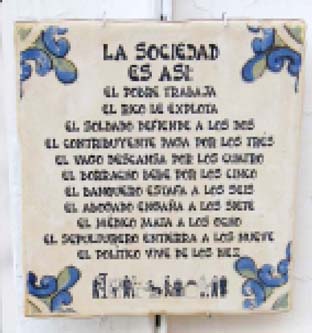 LA SOCIEDAD
ES ASÍ:
EL POBRE TRABAJA
EL RICO LE EXPLOTA
EL SOLDADO DEFIENDE A LOS DOS
EL CONTRIBUYENTE PAGA POR LOS TRES
EL VAGO DESCANSA POR LOS CUATRO
EL BORRACHO BEBE POR LOS CINCO
EL BANQUERO ESTAFA A LOS SEIS
EL ABOGADO ENGAÑA A LOS SIETE
EL MÉDICO MATA A LOS OCHO
EL SEPULTURERO ENTIERRA A LOS NUEVE
EL POLÍTICO VIVE DE LOS DIEZ